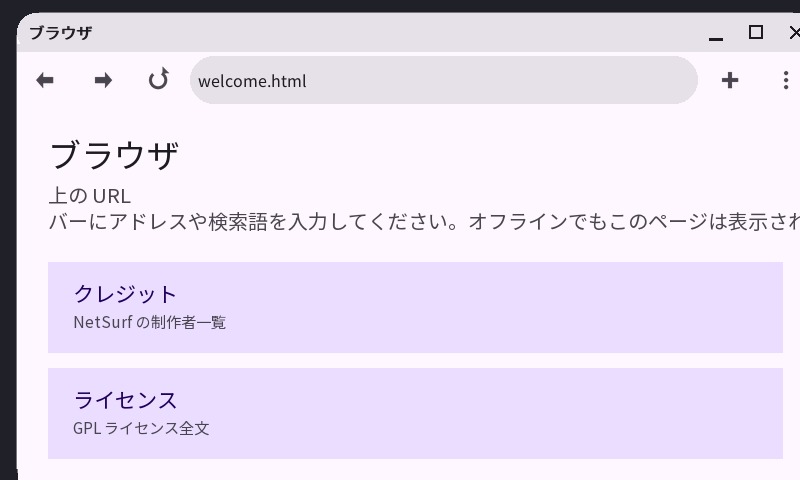 ブラウザ
welcome.html
ブラウザ
上の URL
バーにアドレスや検索語を入力してください。オフラインでもこのページは表示さ
クレジット
NetSurf の制作者一覧
ライセンス
GPL ライセンス全文